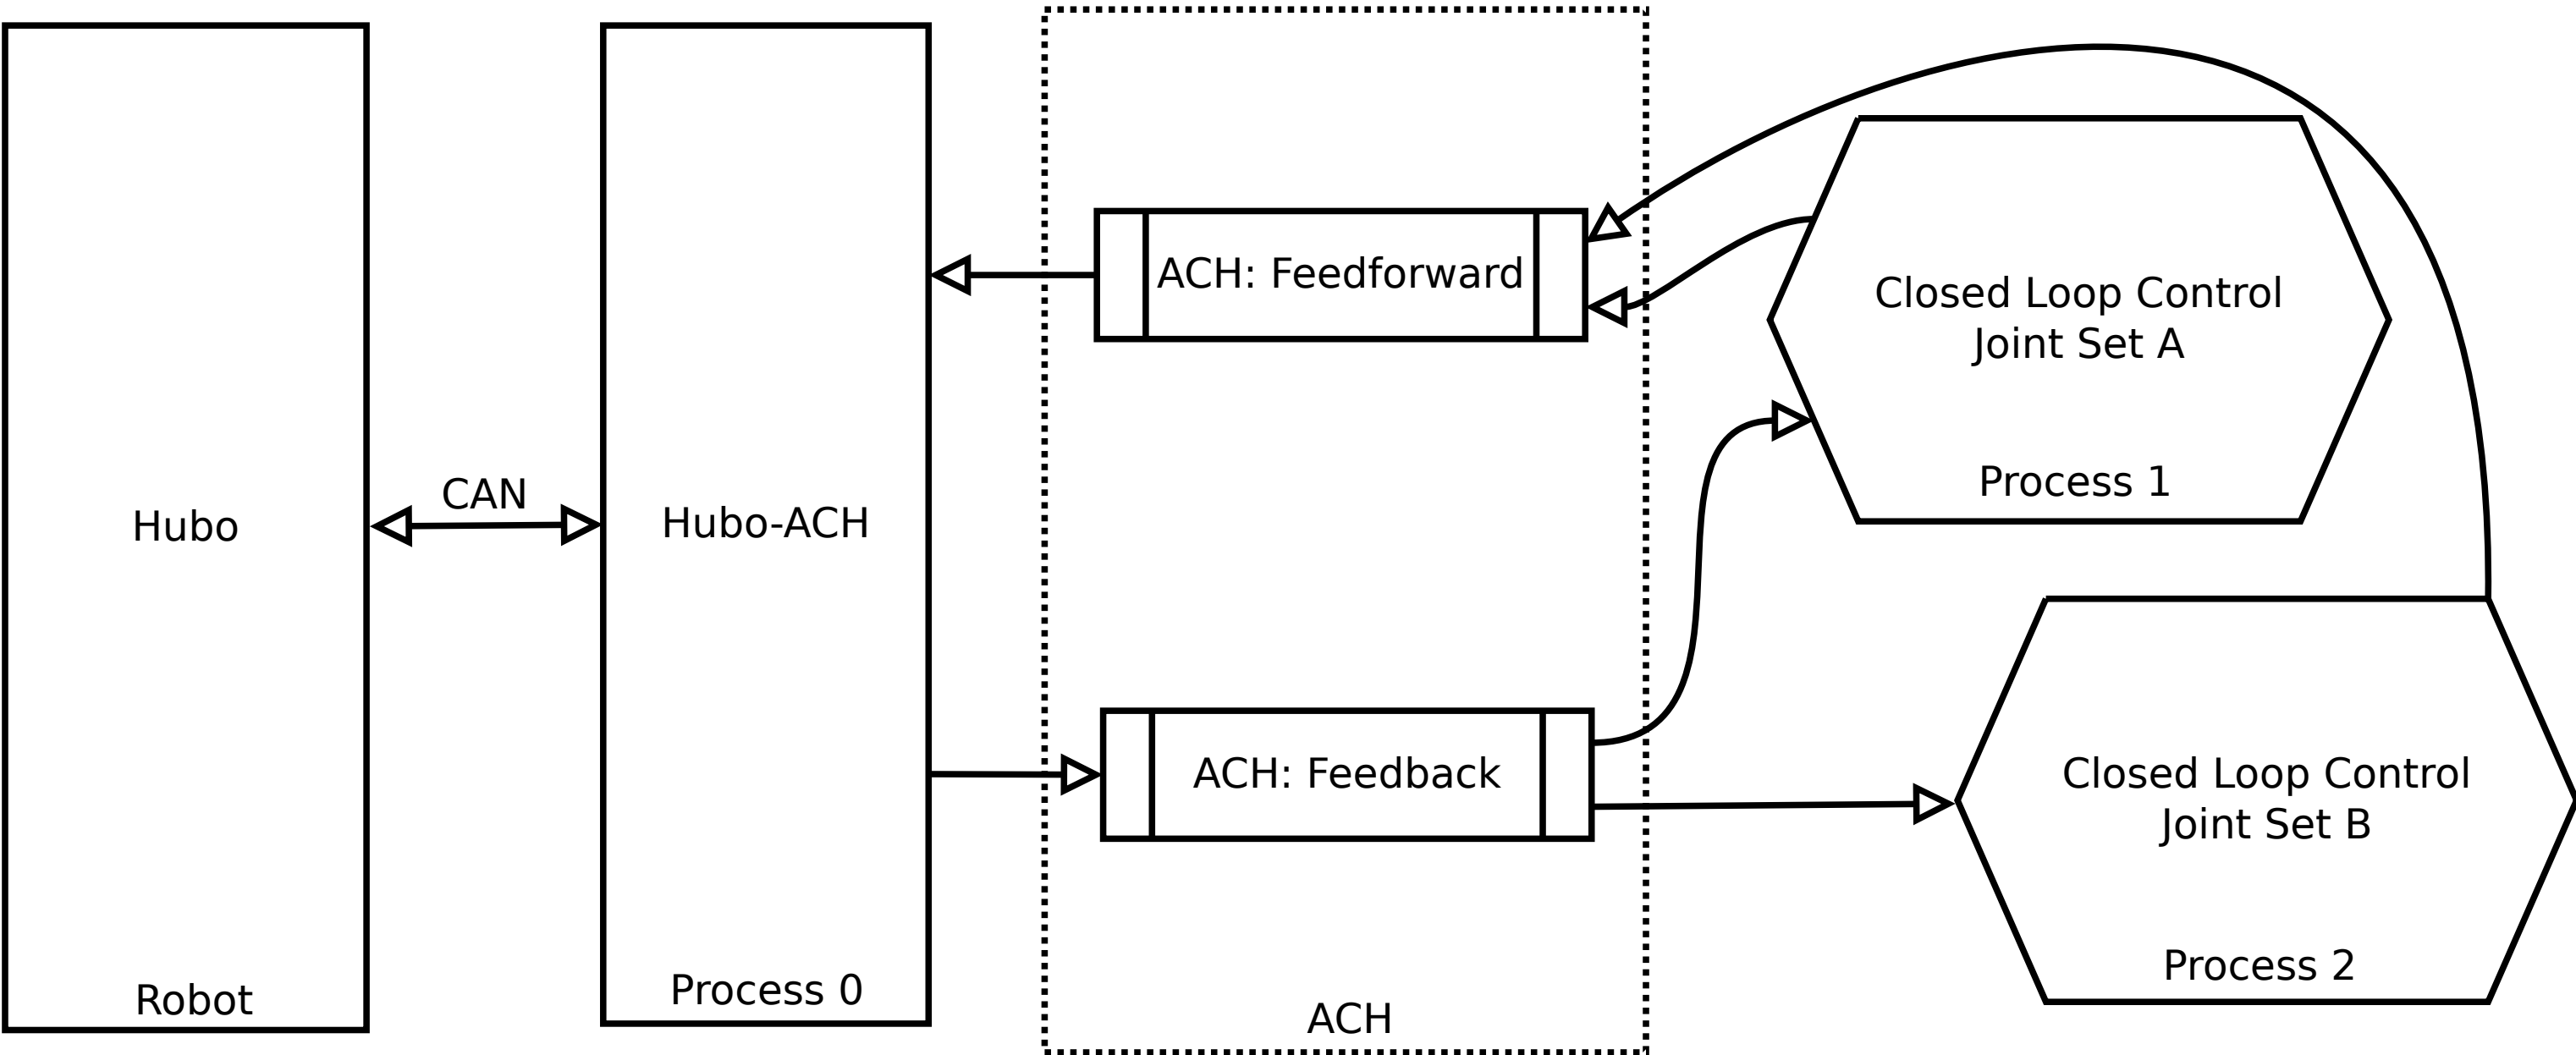 Hubo
Robot
CAN
Hubo-ACH
Process 0
ACH: Feedforward
ACH: Feedback
ACH
Closed Loop Control
Joint Set A
Process 1
Closed Loop Control
Joint Set B
Process 2